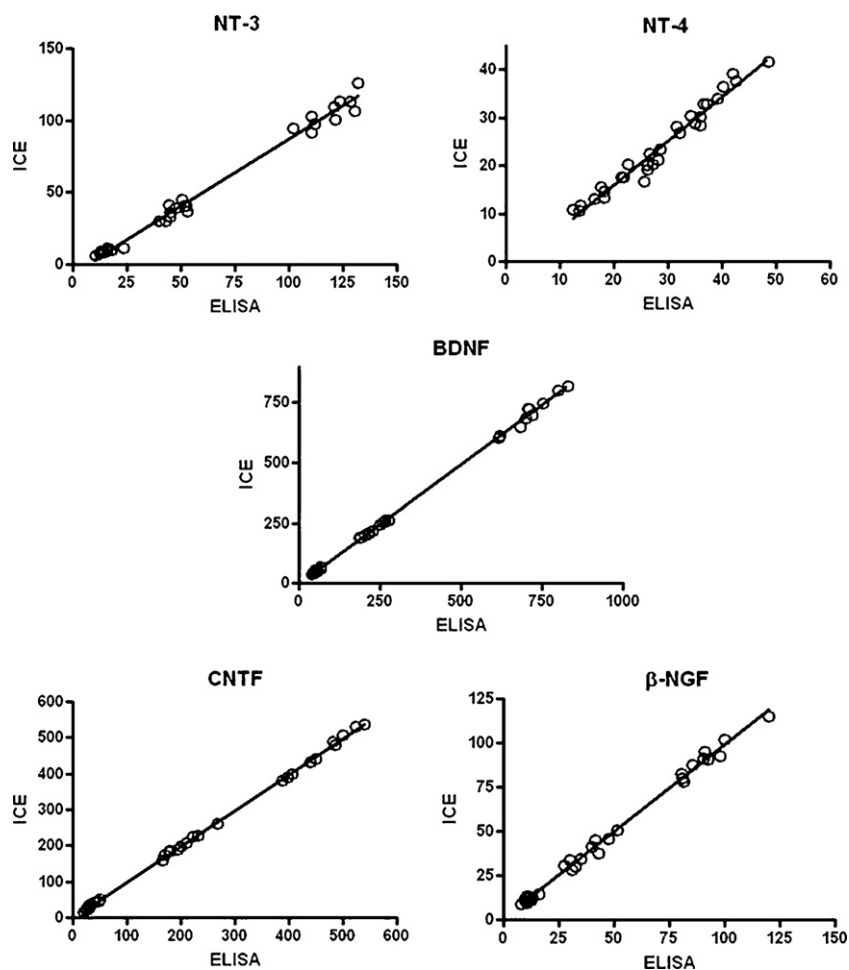 NT-3
150
100
50
0
ICE
0 25 50 75 100 125 150
ELISA
NT-4
40
30
20
10
0
ICE
0 10 20 30 40 50 60
ELISA
BDNF
750
500
250
0
ICE
0 250 500 750 1000
ELISA
CNTF
600
500
400
300
200
100
0
ICE
0 100 200 300 400 500 600
ELISA
β-NGF
125
100
75
50
25
0
ICE
0 25 50 75 100 125 150
ELISA